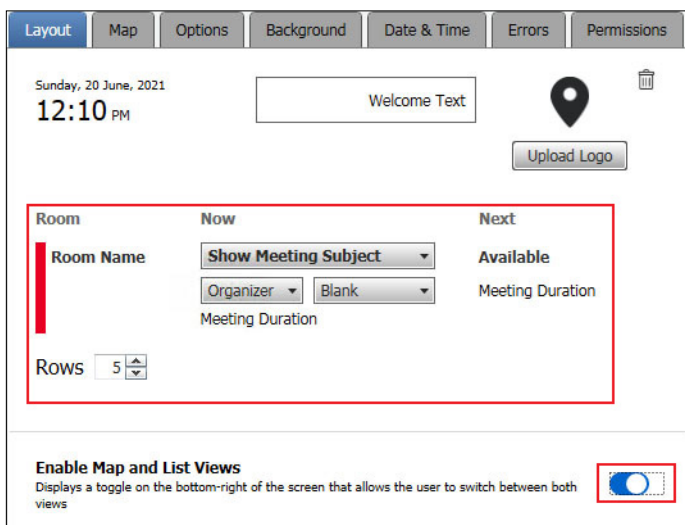 Layout Map Options Background Date & Time Errors Permissions
Sunday, 20 June, 2021
12:10 PM
Welcome Text
Upload Logo
Room Now Next
Room Name Show Meeting Subject Available
Organizer Blank Meeting Duration
Meeting Duration
Rows 5
Enable Map and List Views
Displays a toggle on the bottom-right of the screen that allows the user to switch between both
views